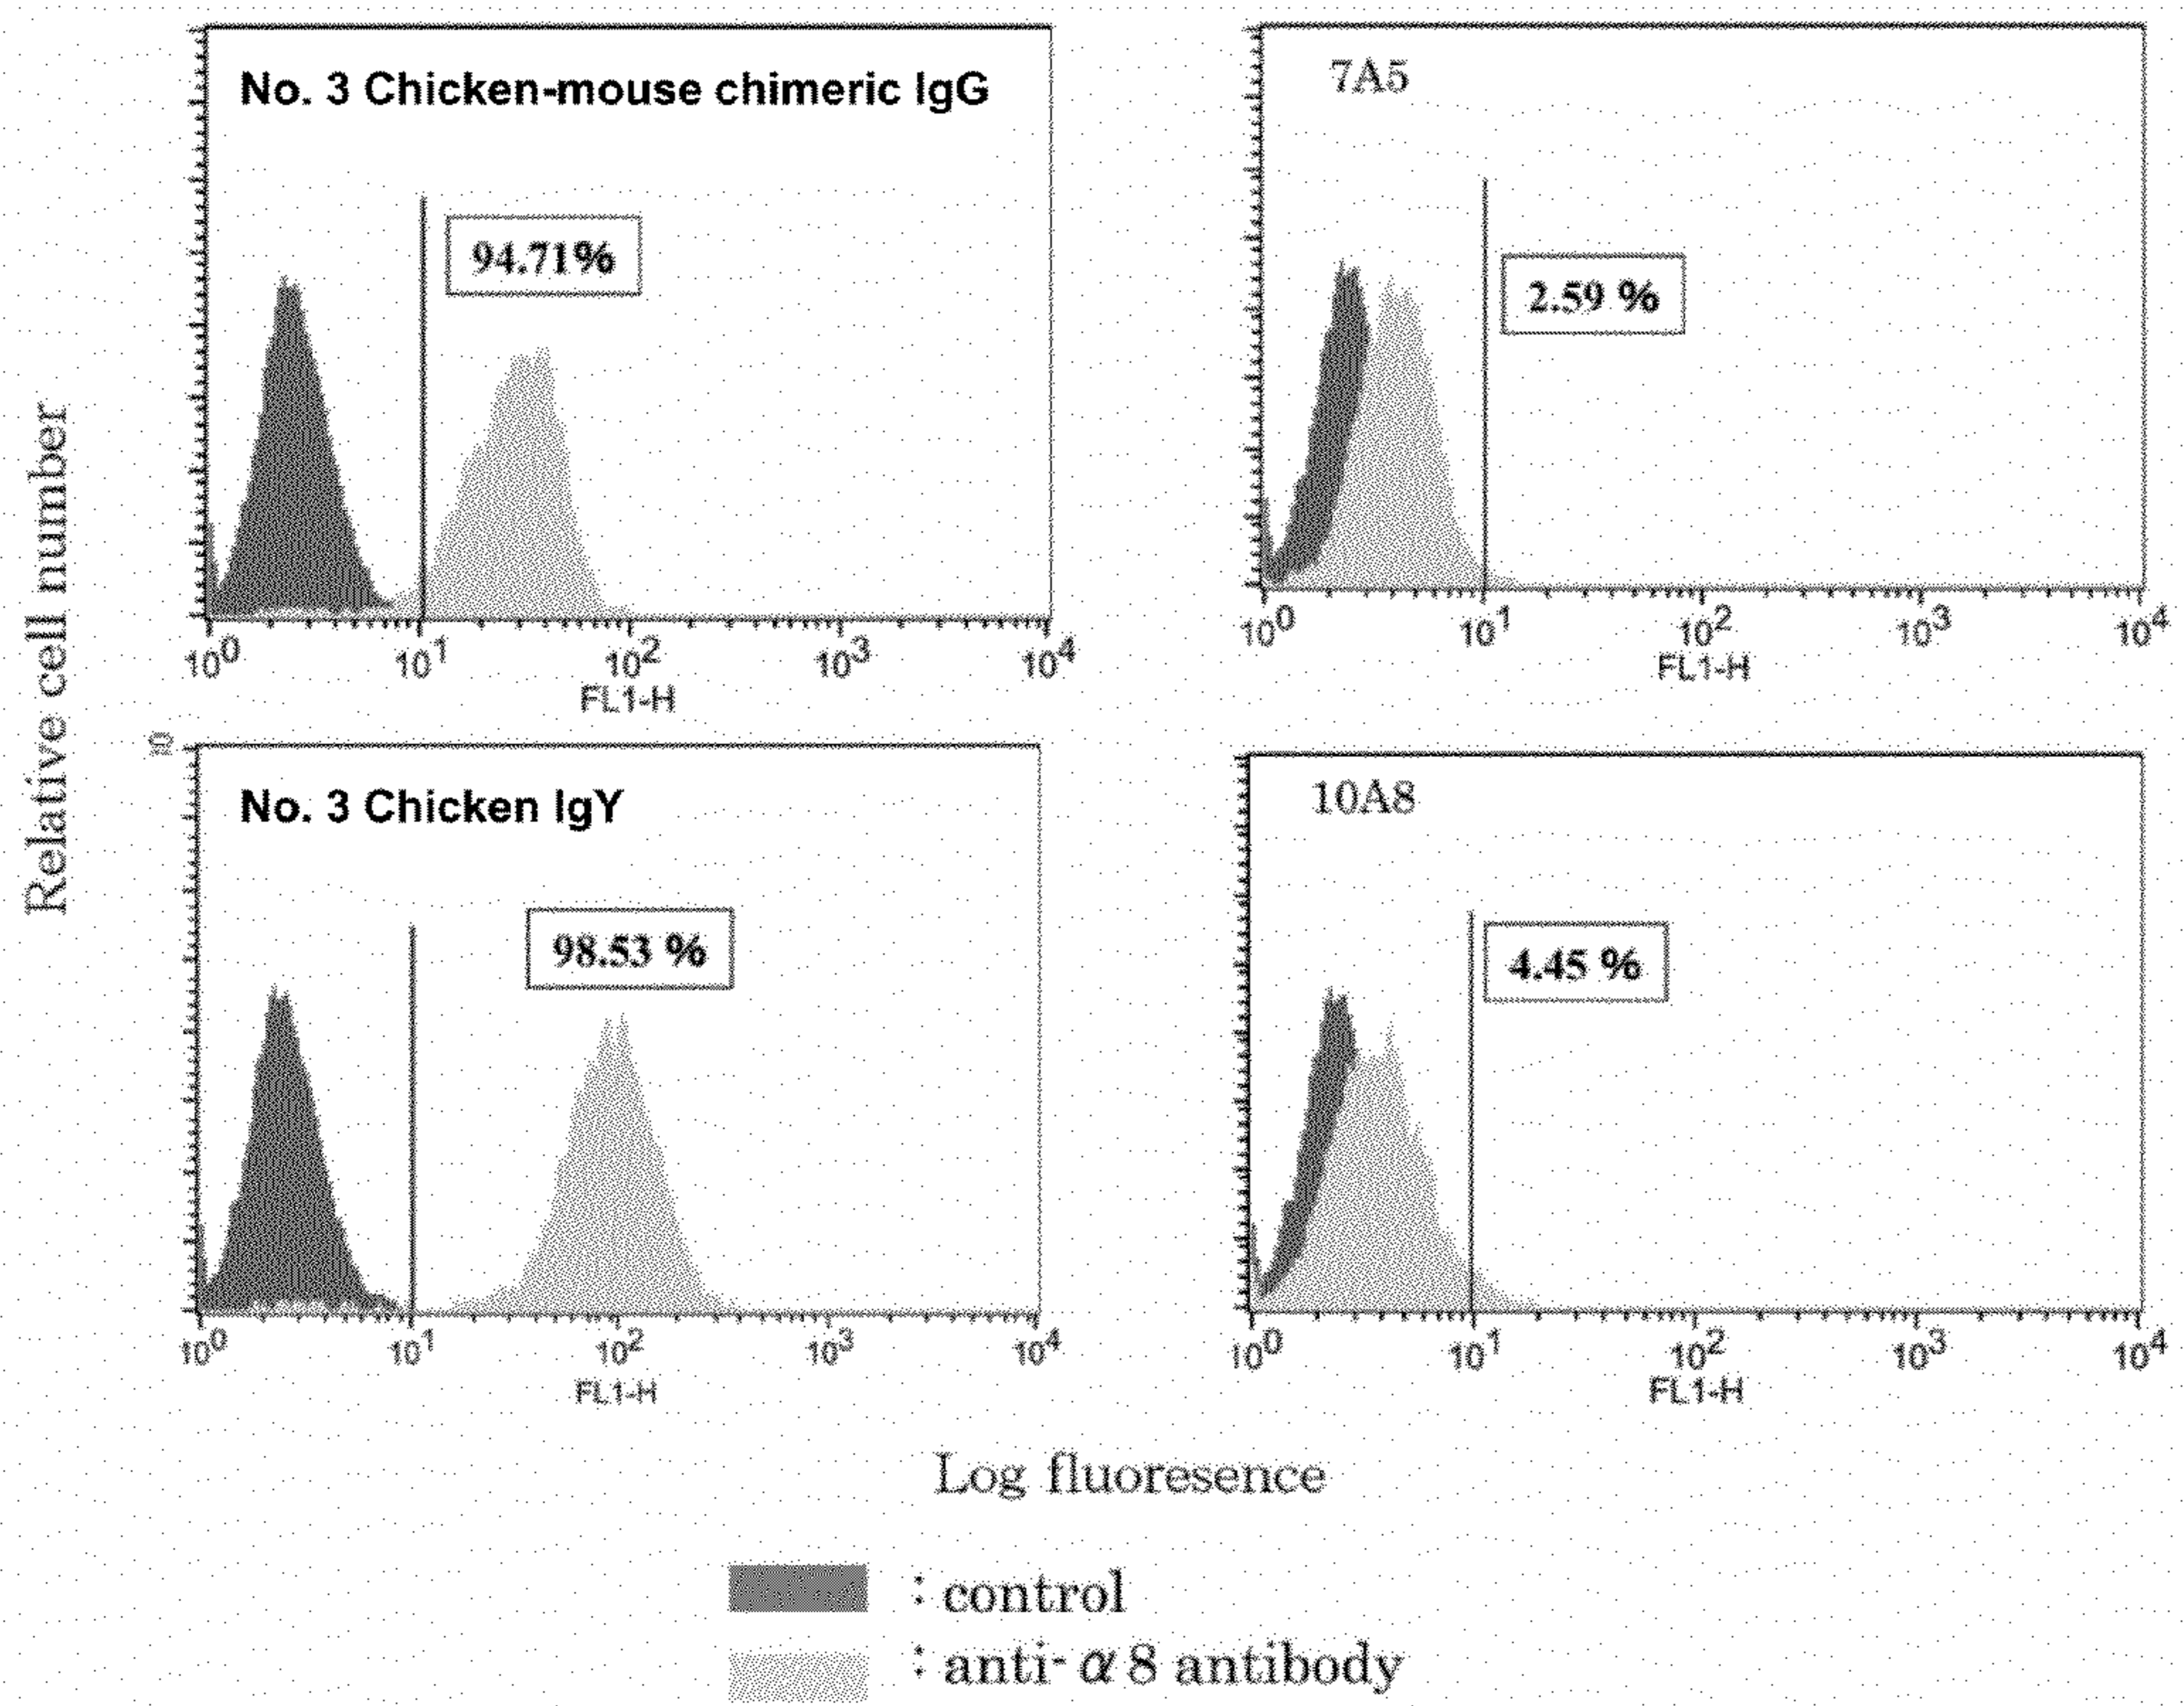 Relative cell number
No. 3 Chicken-mouse chimeric IgG
94.71%
10⁰ 10¹ 10² 10³ 10⁴
FL1-H
7A5
2.59 %
10⁰ 10¹ 10² 10³ 10⁴
FL1-H
No. 3 Chicken IgY
98.53 %
10⁰ 10¹ 10² 10³ 10⁴
FL1-H
10A8
4.45 %
10⁰ 10¹ 10² 10³ 10⁴
FL1-H
Log fluoresence
: control
: anti-α8 antibody